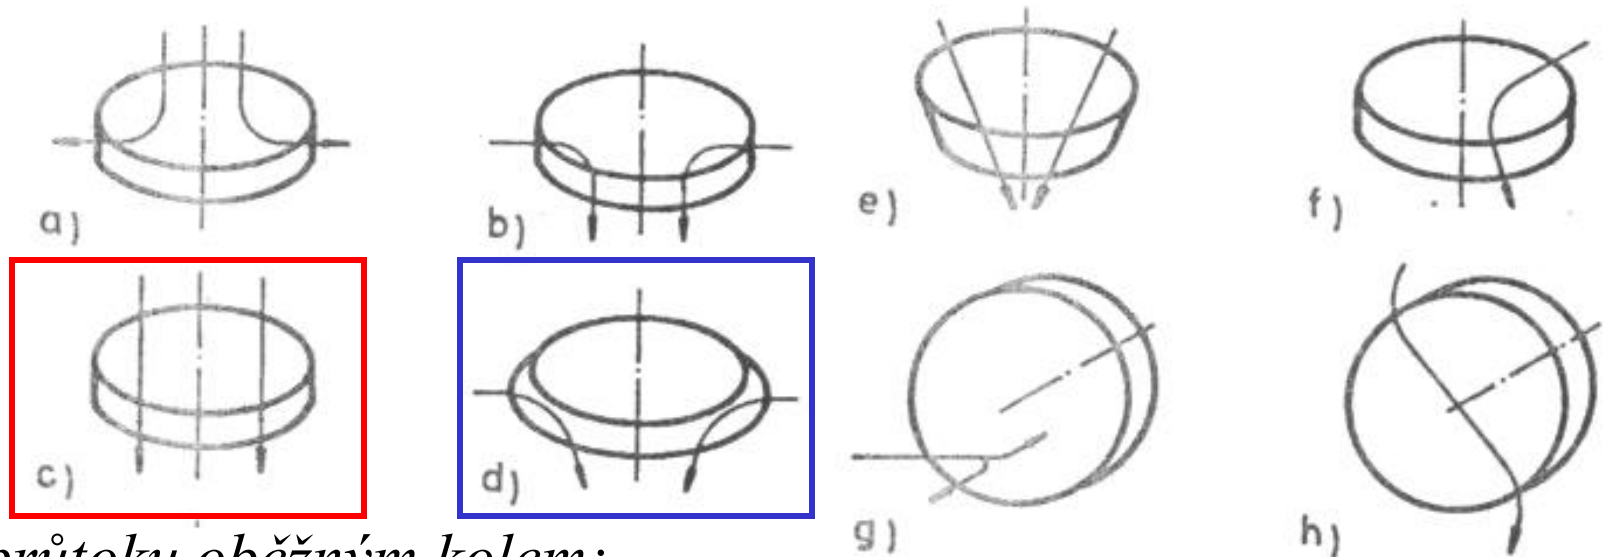 a)
b)
e)
f)
c)
d)
g)
h)
průtoku oběžným kolem: